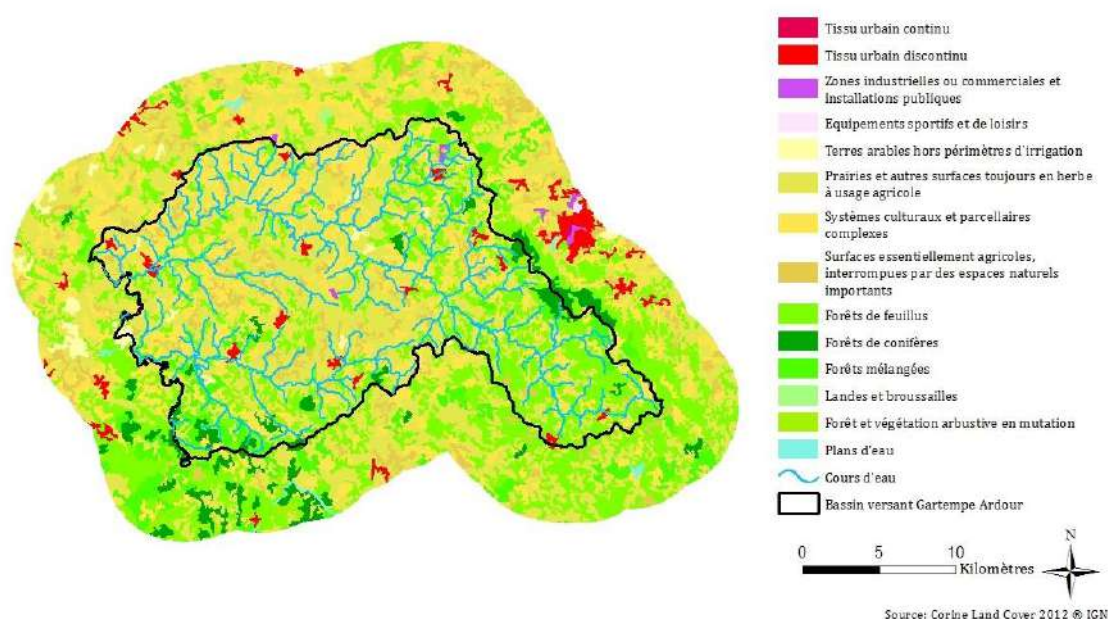 Tissu urbain continu
Tissu urbain discontinu
Zones industrielles ou commerciales et
installations publiques
Equipements sportifs et de loisirs
Terres arables hors périmètres d'irrigation
Prairies et autres surfaces toujours en herbe
à usage agricole
Systèmes culturaux et parcellaires
complexes
Surfaces essentiellement agricoles,
interrompues par des espaces naturels
importants
Forêts de feuillus
Forêts de conifères
Forêts mélangées
Landes et broussailles
Forêt et végétation arbustive en mutation
Plans d'eau
Cours d'eau
Bassin versant Gartempe Ardour
N
0 5 10
Kilomètres
Source: Corine Land Cover 2012 ® IGN